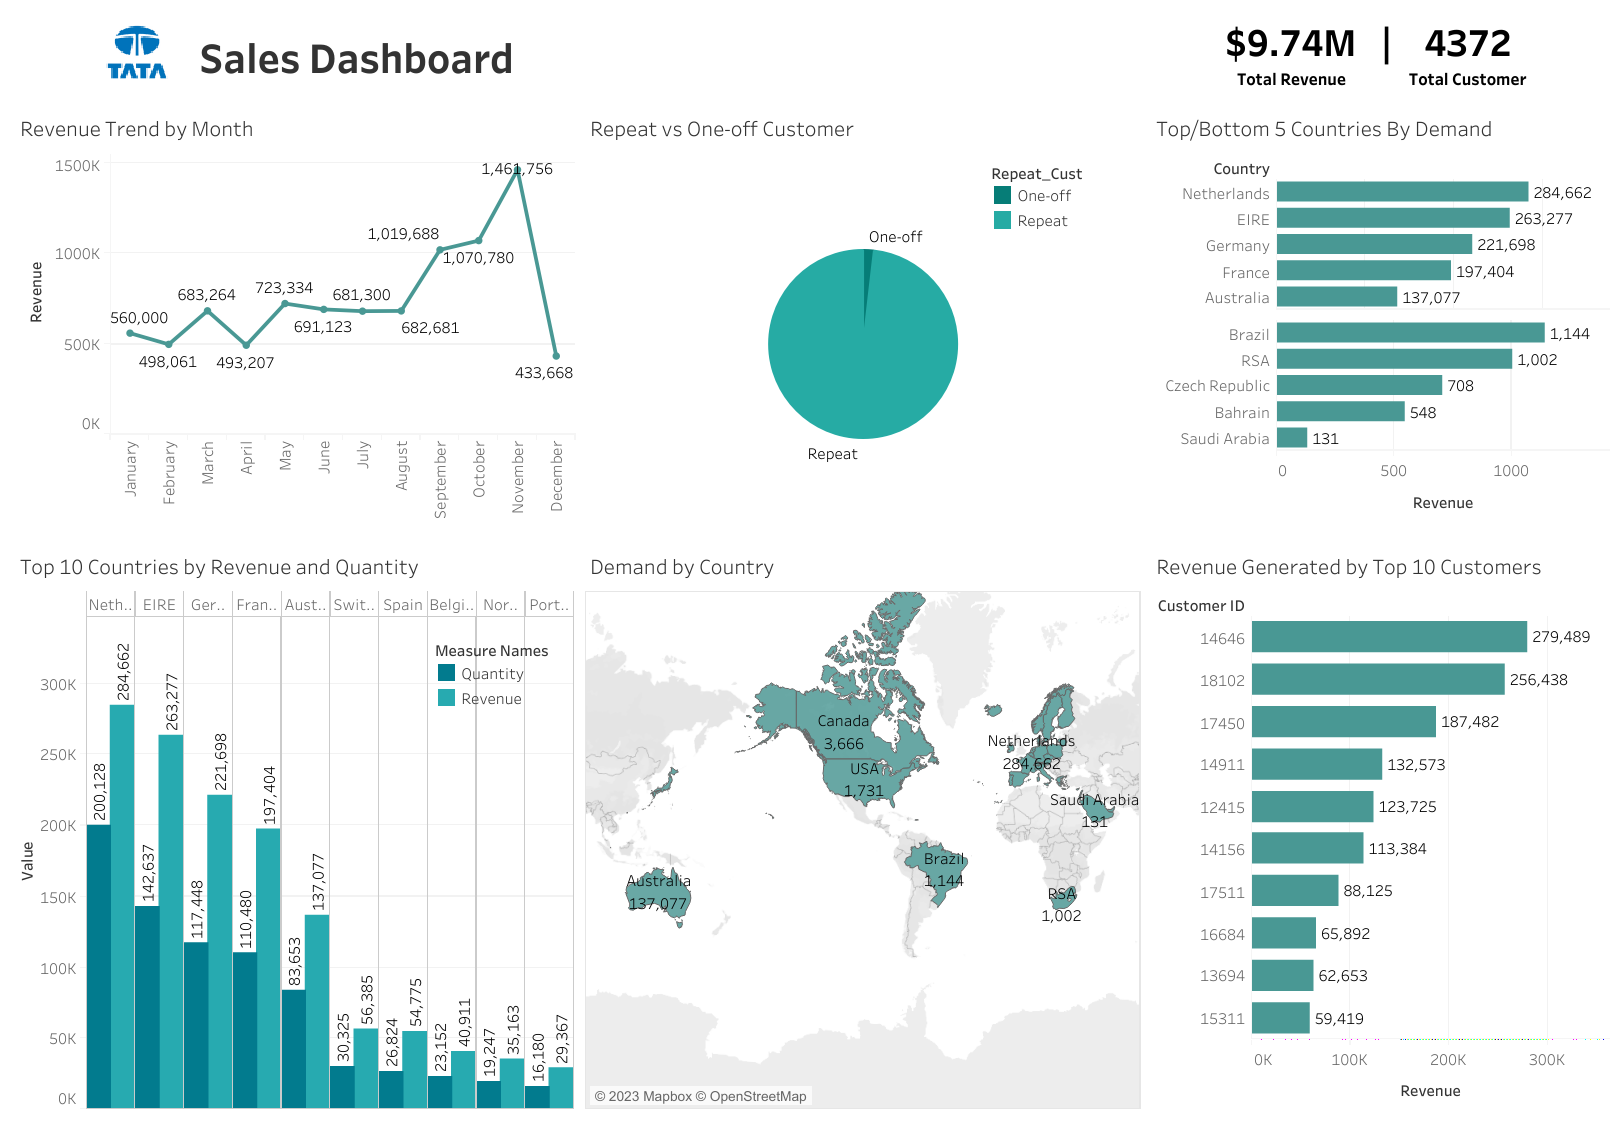 TATA
Sales Dashboard
$9.74M | 4372
Total Revenue Total Customer
Revenue Trend by Month
Revenue
1500K
1000K
500K
0K
560,000
498,061
683,264
493,207
723,334
691,123
681,300
682,681
1,019,688
1,070,780
1,461,756
433,668
January
February
March
April
May
June
July
August
September
October
November
December
Repeat vs One-off Customer
Repeat_Cust
One-off
Repeat
One-off
Repeat
Top/Bottom 5 Countries By Demand
Country
Netherlands 284,662
EIRE 263,277
Germany 221,698
France 197,404
Australia 137,077
Brazil 1,144
RSA 1,002
Czech Republic 708
Bahrain 548
Saudi Arabia 131
0 500 1000
Revenue
Top 10 Countries by Revenue and Quantity
Neth.. EIRE Ger.. Fran.. Aust.. Swit.. Spain Belgi.. Nor.. Port..
Measure Names
Quantity
Revenue
Value
300K
250K
200K
150K
100K
50K
0K
200,128
284,662
142,637
263,277
117,448
221,698
110,480
197,404
83,653
137,077
30,325
56,385
26,824
54,775
23,152
40,911
19,247
35,163
16,180
29,367
Demand by Country
Canada
3,666
USA
1,731
Netherlands
284,662
Saudi Arabia
131
Brazil
1,144
Australia
137,077
RSA
1,002
© 2023 Mapbox © OpenStreetMap
Revenue Generated by Top 10 Customers
Customer ID
14646 279,489
18102 256,438
17450 187,482
14911 132,573
12415 123,725
14156 113,384
17511 88,125
16684 65,892
13694 62,653
15311 59,419
0K 100K 200K 300K
Revenue